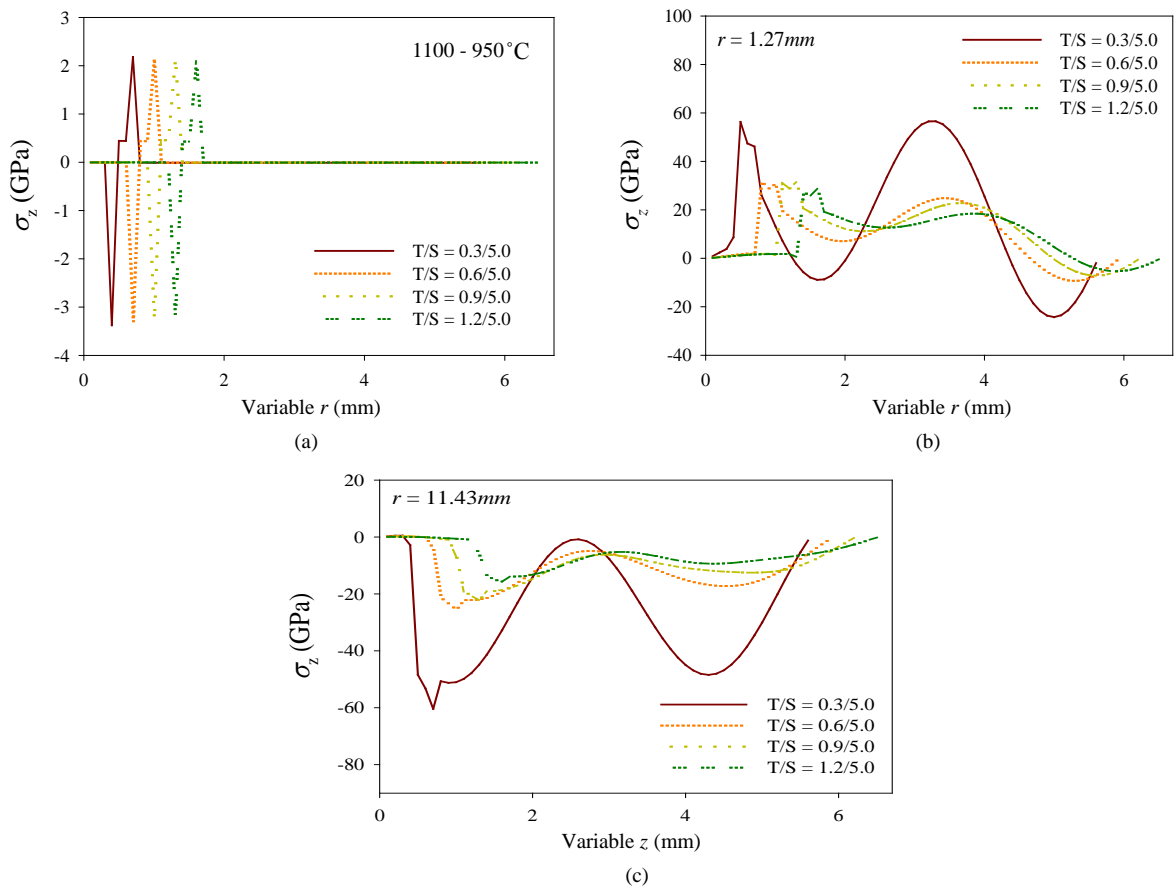 3
2
1
0
-1
-2
-3
-4
σz (GPa)
1100 - 950˚C
T/S = 0.3/5.0
T/S = 0.6/5.0
T/S = 0.9/5.0
T/S = 1.2/5.0
0 2 4 6
Variable r (mm)
(a)
100
80
60
40
20
0
-20
-40
σz (GPa)
r = 1.27mm
T/S = 0.3/5.0
T/S = 0.6/5.0
T/S = 0.9/5.0
T/S = 1.2/5.0
0 2 4 6
Variable r (mm)
(b)
20
0
-20
-40
-60
-80
σz (GPa)
r = 11.43mm
T/S = 0.3/5.0
T/S = 0.6/5.0
T/S = 0.9/5.0
T/S = 1.2/5.0
0 2 4 6
Variable z (mm)
(c)